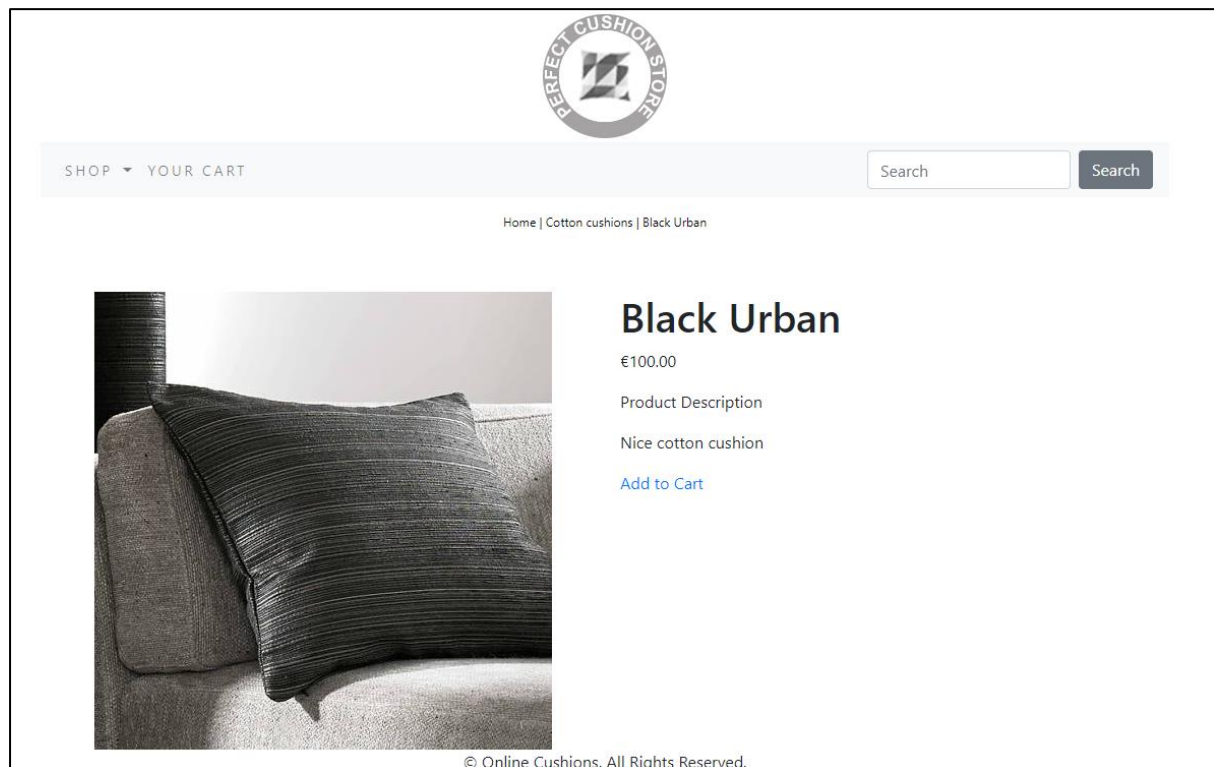 PERFECT CUSHION STORE
SHOP YOUR CART
Search Search
Home | Cotton cushions | Black Urban
Black Urban
€100.00
Product Description
Nice cotton cushion
Add to Cart
© Online Cushions. All Rights Reserved.